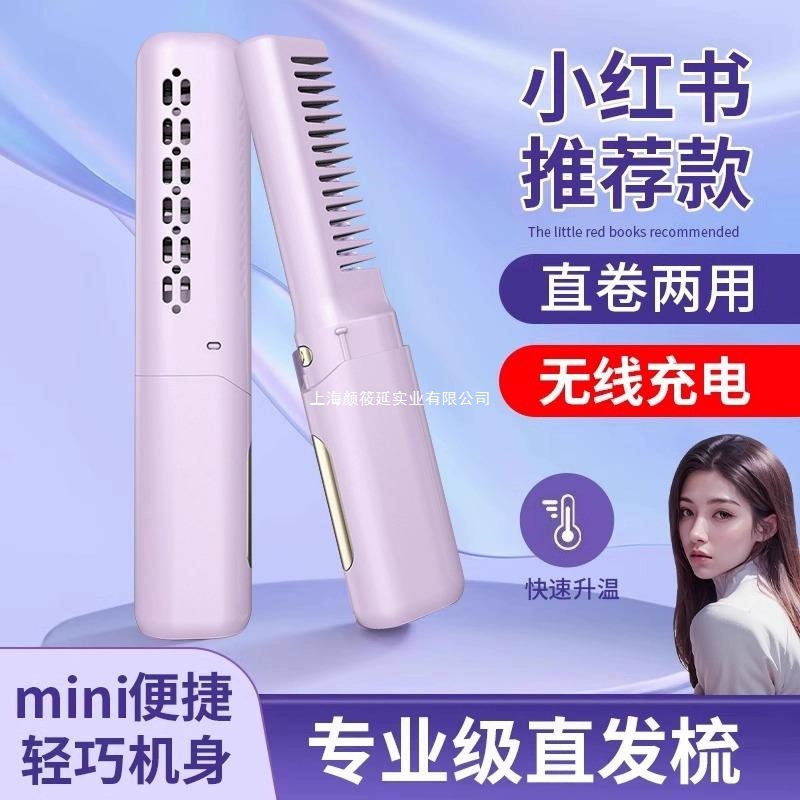 小红书
推荐款
The little red books recommended
直卷两用
无线充电
上海颜筱延实业有限公司
快速升温
mini便捷
轻巧机身
专业级直发梳